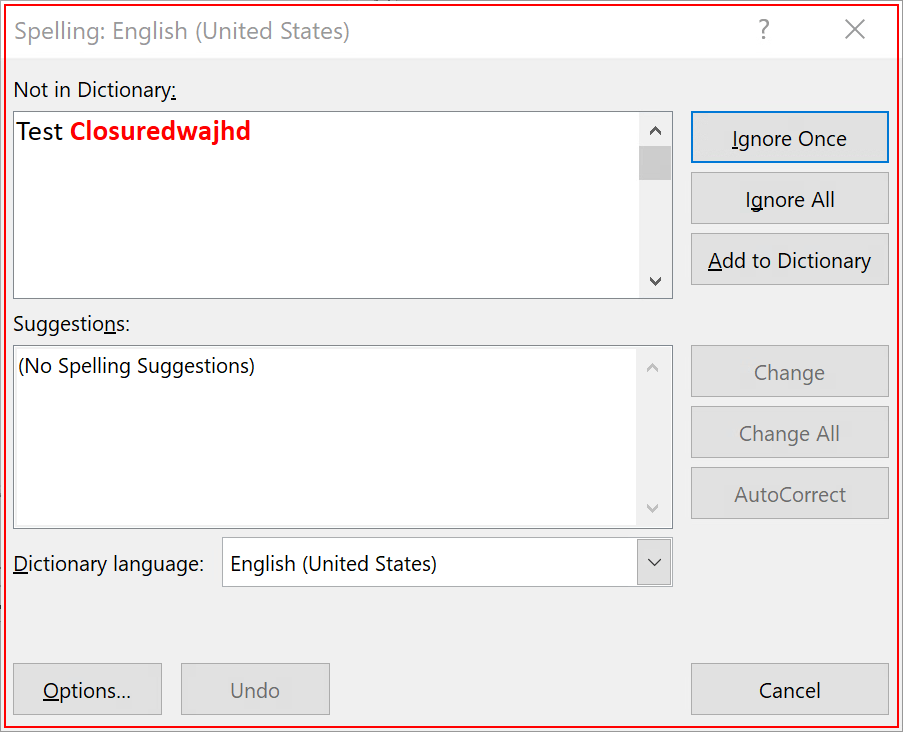 Spelling: English (United States) ?
Not in Dictionary:
Test Closuredwajhd
Ignore Once
Ignore All
Add to Dictionary
Suggestions:
(No Spelling Suggestions)
Change
Change All
AutoCorrect
Dictionary language: English (United States)
Options... Undo Cancel